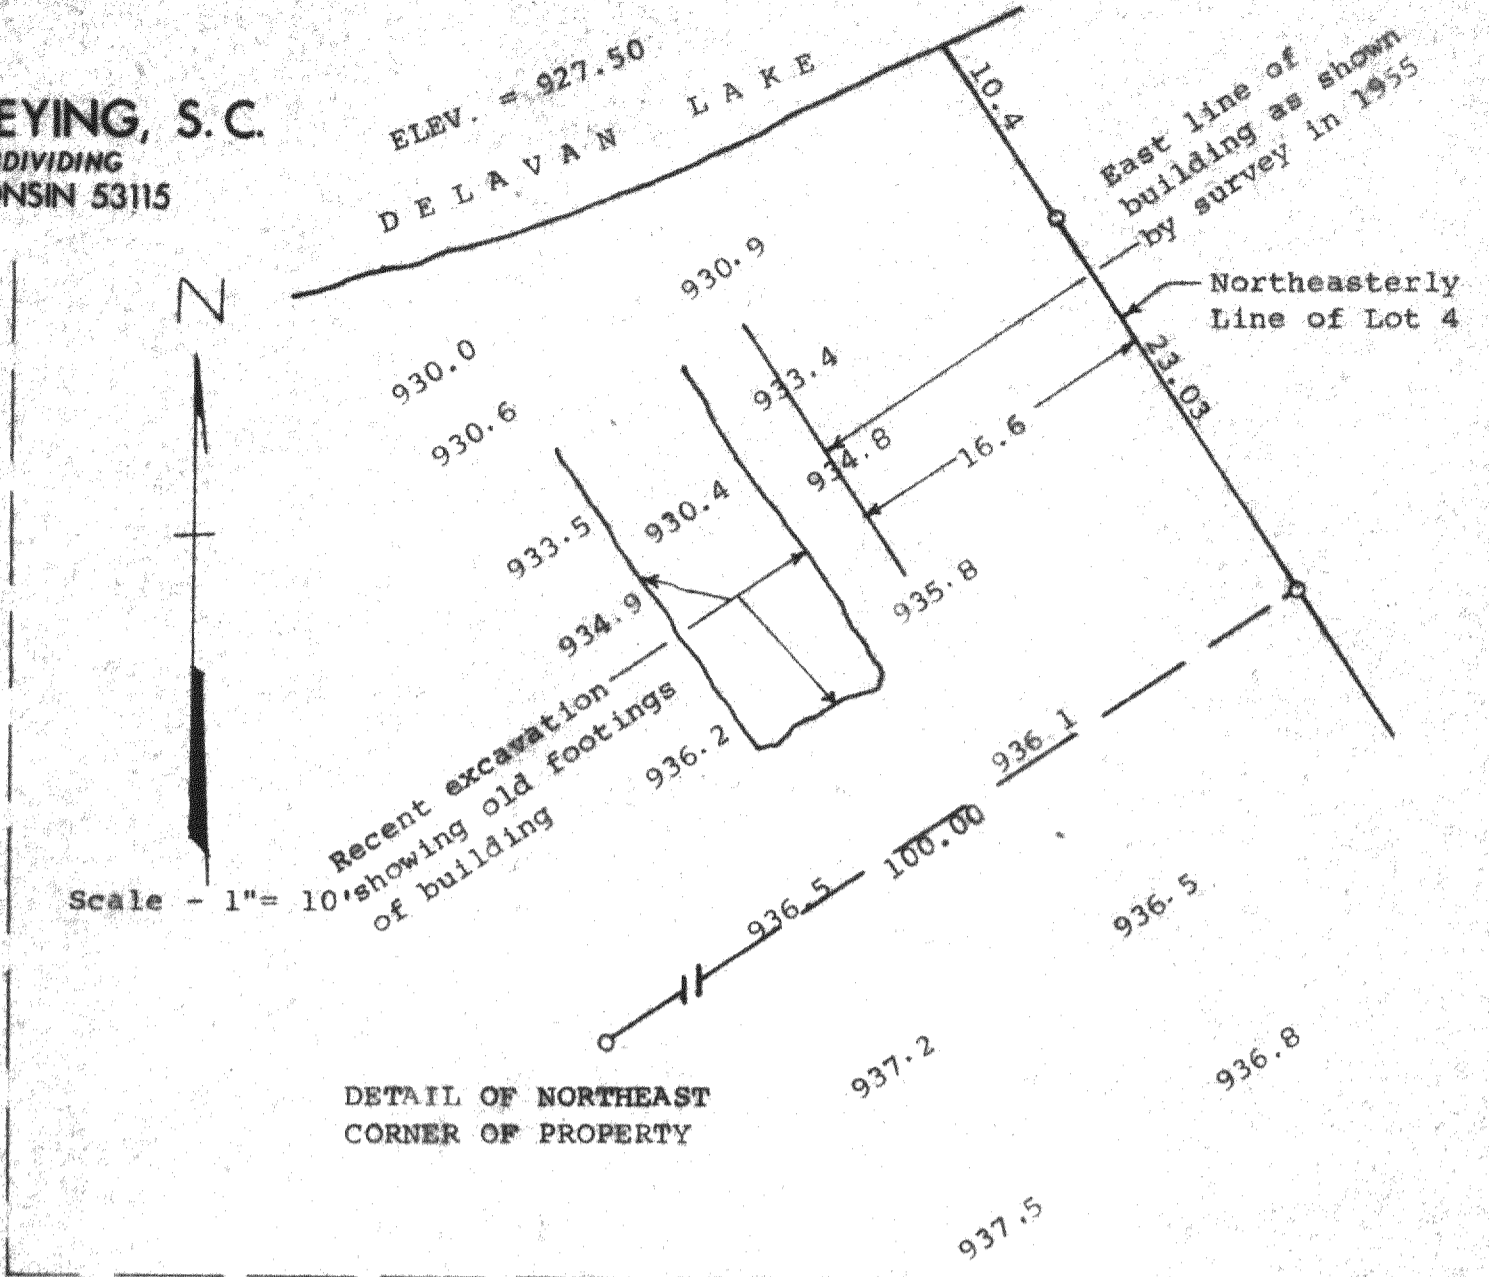 EYING, S. C.
DIVIDING
NSIN 53115
ELEV. = 927.50
DELAVAN LAKE
10.4
East line of
building as shown
by survey in 1955
Northeasterly
Line of Lot 4
N
930.9
930.0
930.6
933.4
934.8
16.6
23.03
933.5
930.4
934.9
935.8
Recent excavation
showing old footings
of building
936.2
936 1
Scale - 1"= 10'
100.00
936.5
936.5
937.2
936.8
DETAIL OF NORTHEAST
CORNER OF PROPERTY
937.5